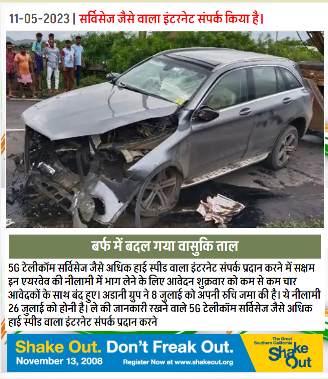 11-05-2023 | सर्विसेज जैसे वाला इंटरनेट संपर्क किया है|
बर्फ में बदल गया वासुकि ताल
5G टेलीकॉम सर्विसेज जैसे अधिक हाई स्पीड वाला इंटरनेट संपर्क प्रदान करने में सक्षम
इन एयरवेव की नीलामी में भाग लेने के लिए आवेदन शुक्रवार को कम से कम चार
आवेदकों के साथ बंद हुए। अडानी ग्रुप ने 8 जुलाई को अपनी रुचि जमा की है। ये नीलामी
26 जुलाई को होनी है। ले की जानकारी रखने वाले 5G टेलीकॉम सर्विसेज जैसे अधिक
हाई स्पीड वाला इंटरनेट संपर्क प्रदान करने
Shake Out. Don't Freak Out.
November 13, 2008 Register Now at www.shakeout.org
The Great
Southern California
Shake
Out